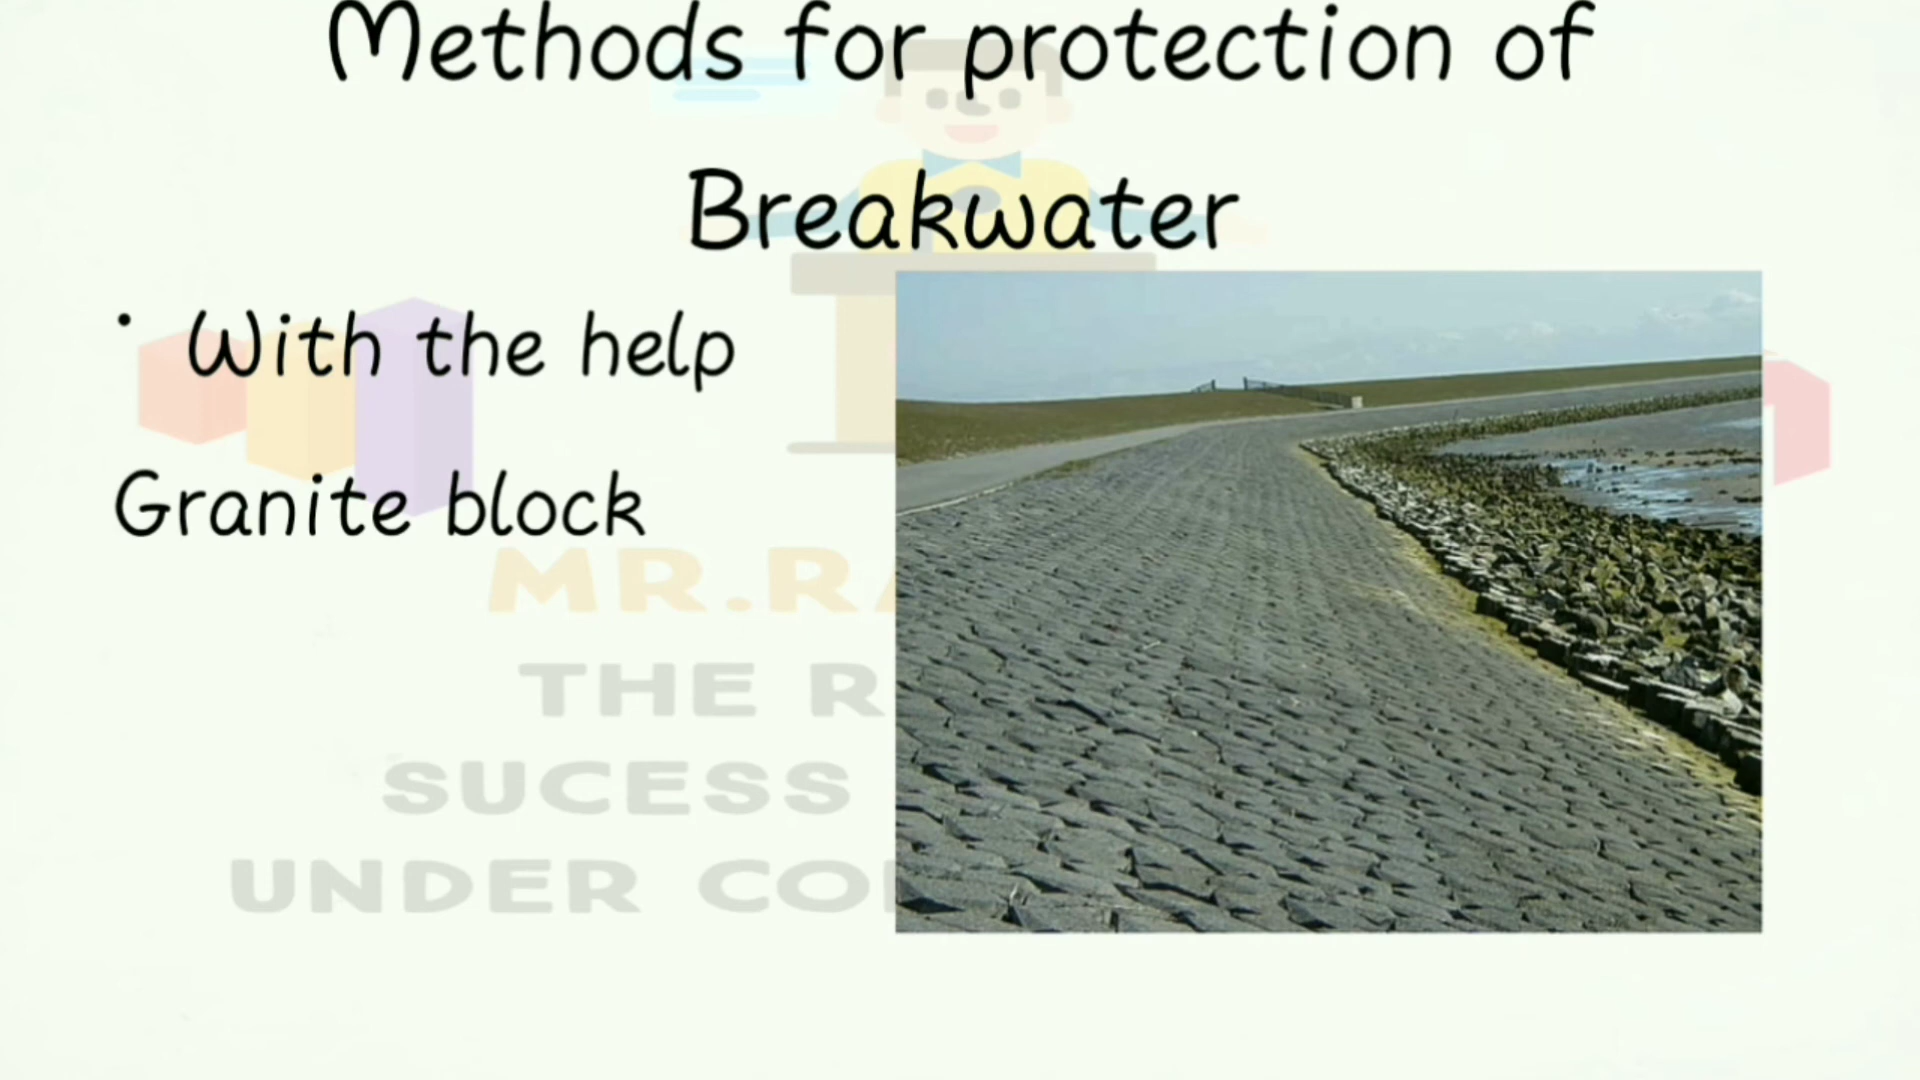 Methods for protection of
Breakwater
• With the help
Granite block
MR.RA
THE R
SUCESS
UNDER CO